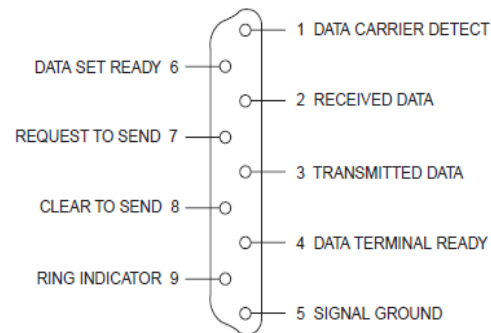 1 DATA CARRIER DETECT
DATA SET READY 6
2 RECEIVED DATA
REQUEST TO SEND 7
3 TRANSMITTED DATA
CLEAR TO SEND 8
4 DATA TERMINAL READY
RING INDICATOR 9
5 SIGNAL GROUND